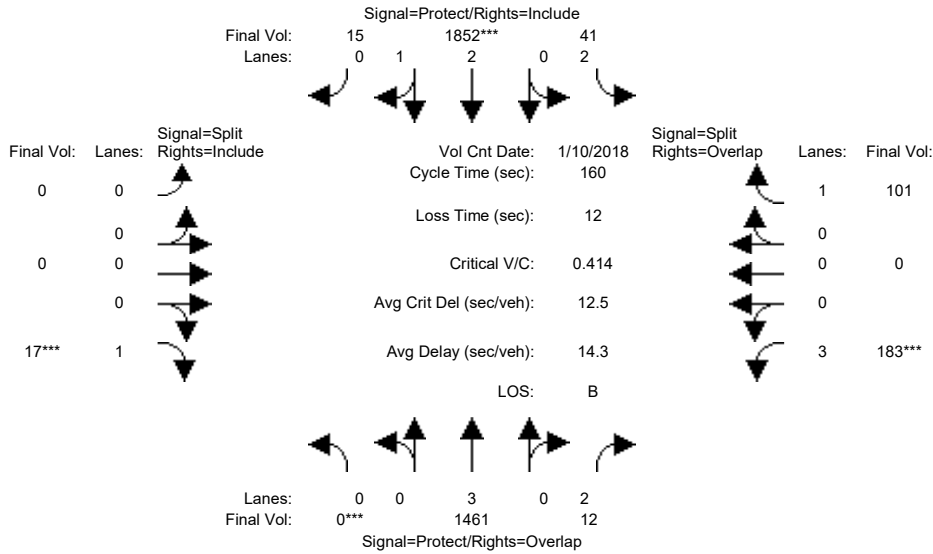 Signal=Protect/Rights=Include
Final Vol: 15 1852*** 41
Lanes: 0 1 2 0 2
Signal=Split Signal=Split
Final Vol: Lanes: Rights=Include Vol Cnt Date: 1/10/2018 Rights=Overlap Lanes: Final Vol:
Cycle Time (sec): 160
0 0 1 101
Loss Time (sec): 12
0 0
0 0 Critical V/C: 0.414 0 0
0 Avg Crit Del (sec/veh): 12.5 0
17*** 1 Avg Delay (sec/veh): 14.3 3 183***
LOS: B
Lanes: 0 0 3 0 2
Final Vol: 0*** 1461 12
Signal=Protect/Rights=Overlap